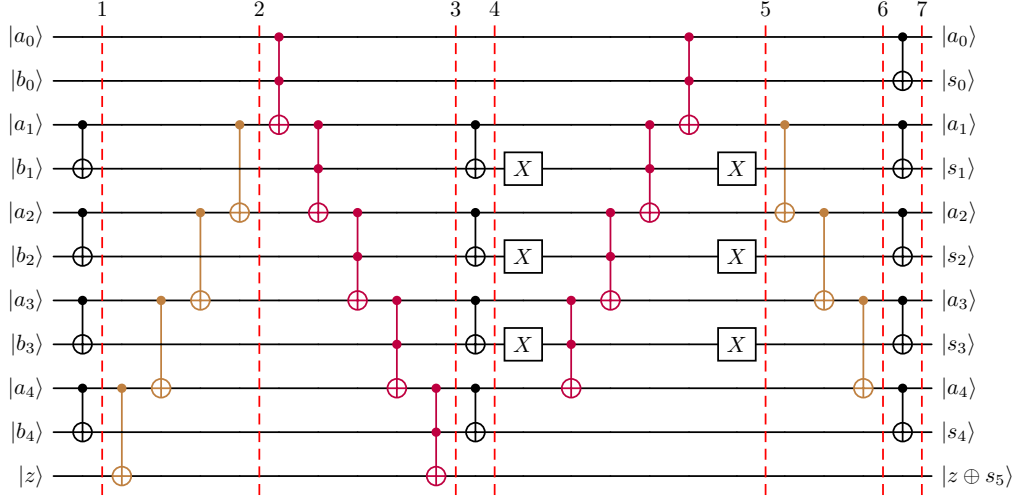 1 2 3 4 5 6 7
|a₀⟩ |a₀⟩
|b₀⟩ |s₀⟩
|a₁⟩ |a₁⟩
|b₁⟩ X X |s₁⟩
|a₂⟩ |a₂⟩
|b₂⟩ X X |s₂⟩
|a₃⟩ |a₃⟩
|b₃⟩ X X |s₃⟩
|a₄⟩ |a₄⟩
|b₄⟩ |s₄⟩
|z⟩ |z ⊕ s₅⟩